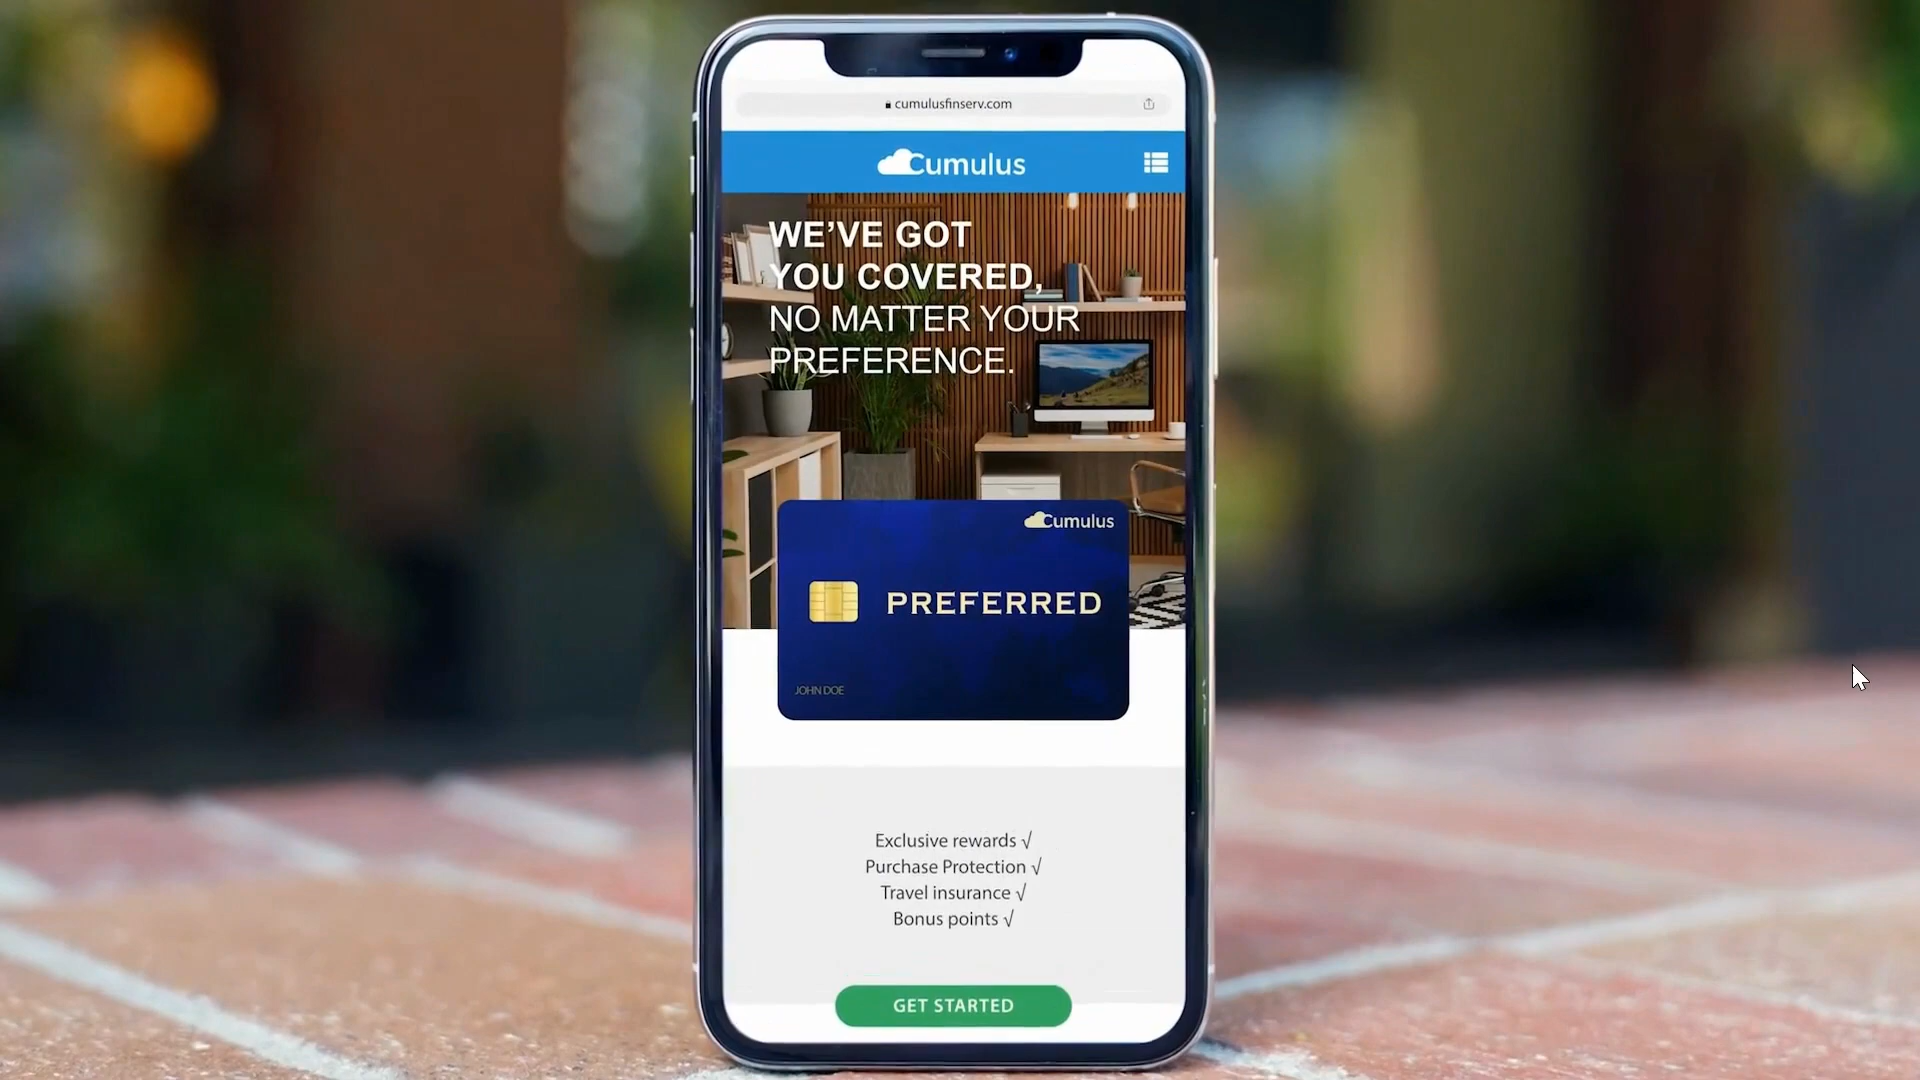 cumulusfinserv.com
Cumulus
WE’VE GOT
YOU COVERED,
NO MATTER YOUR
PREFERENCE.
Cumulus
PREFERRED
JOHN DOE
Exclusive rewards √
Purchase Protection √
Travel insurance √
Bonus points √
GET STARTED